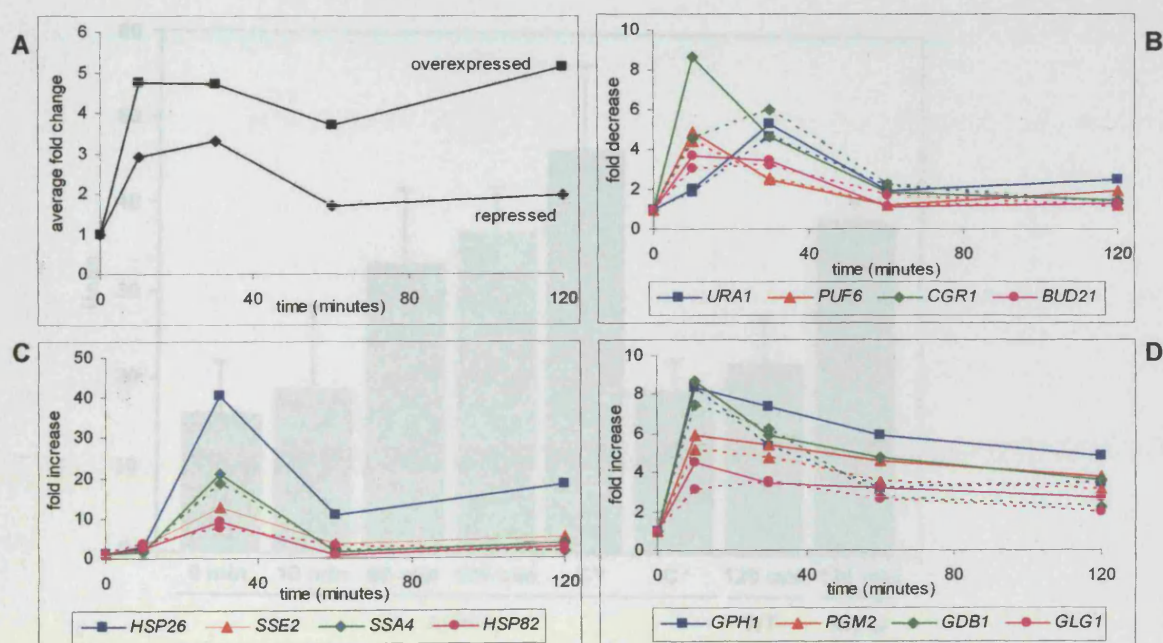 A
6
5
4
3
2
1
0
average fold change
overexpressed
repressed
0 40 80 120
time (minutes)
B
10
8
6
4
2
0
fold decrease
0 40 80 120
time (minutes)
URA1 PUF6 CGR1 BUD21
C
50
40
30
20
10
0
fold increase
0 40 80 120
time (minutes)
HSP26 SSE2 SSA4 HSP82
D
10
8
6
4
2
0
fold increase
0 40 80 120
time (minutes)
GPH1 PGM2 GDB1 GLG1